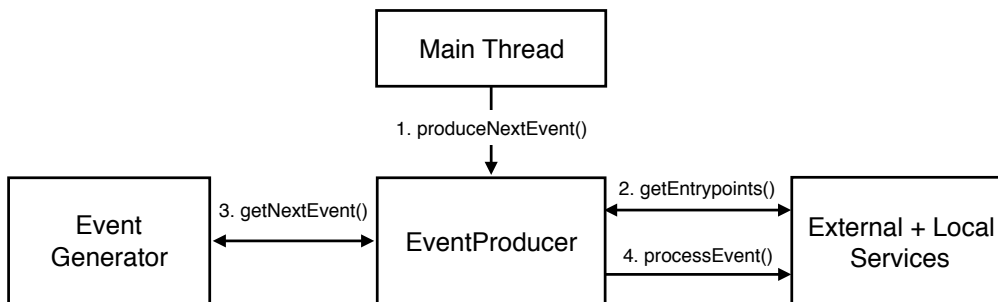 Main Thread
1. produceNextEvent()
Event
Generator
3. getNextEvent()
EventProducer
2. getEntrypoints()
4. processEvent()
External + Local
Services